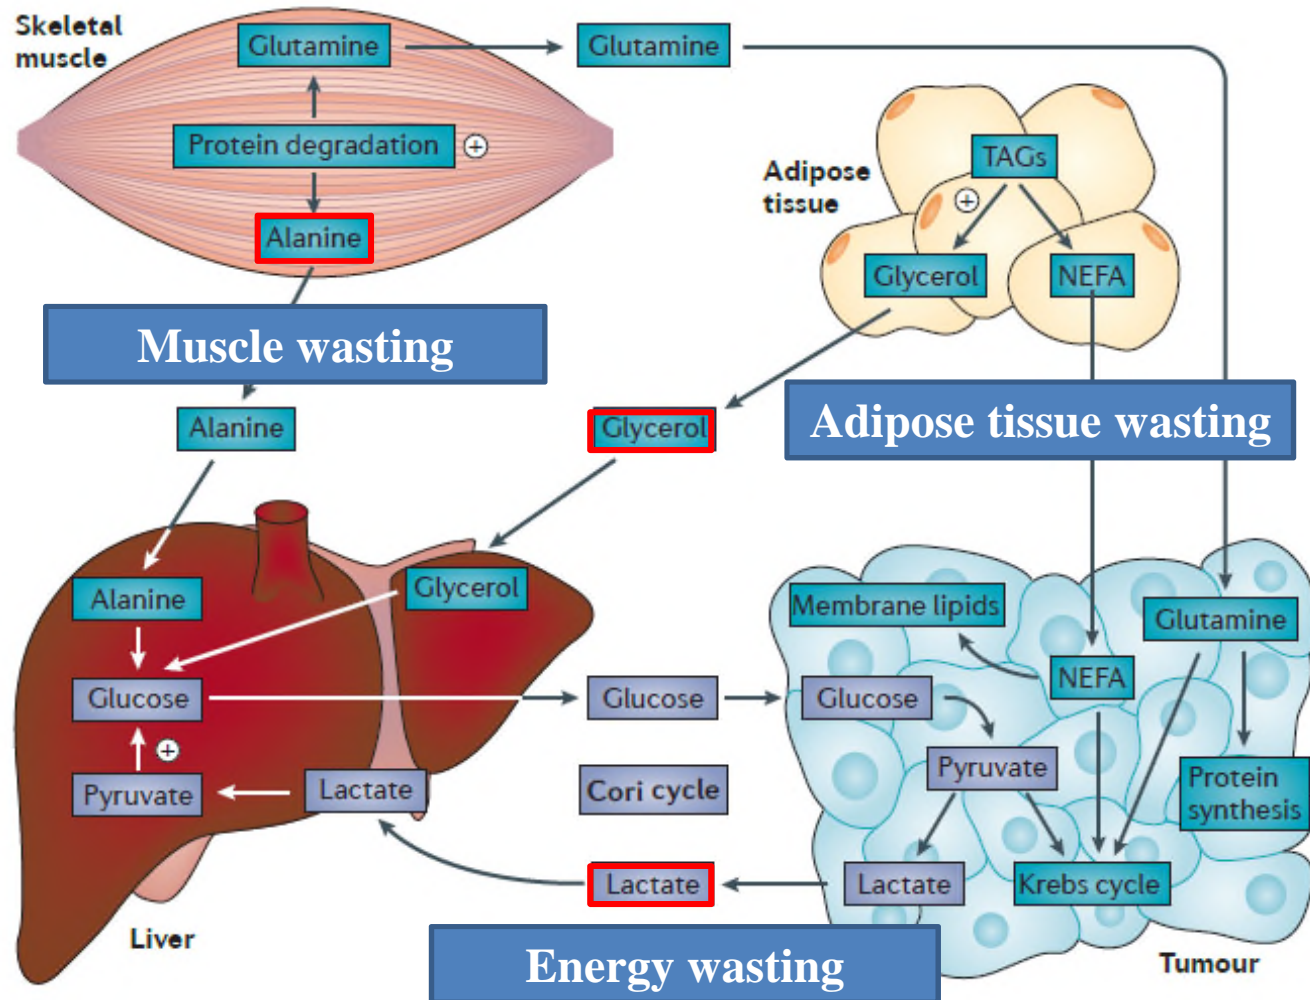 Skeletal
muscle
Glutamine
Glutamine
Protein degradation
+
Alanine
TAGs
+
Adipose
tissue
Glycerol
NEFA
Muscle wasting
Adipose tissue wasting
Alanine
Glycerol
Alanine
Glycerol
Membrane lipids
Glutamine
NEFA
Glucose
Glucose
Glucose
+
Pyruvate
Lactate
Cori cycle
Pyruvate
Protein
synthesis
Lactate
Lactate
Krebs cycle
Liver
Energy wasting
Tumour